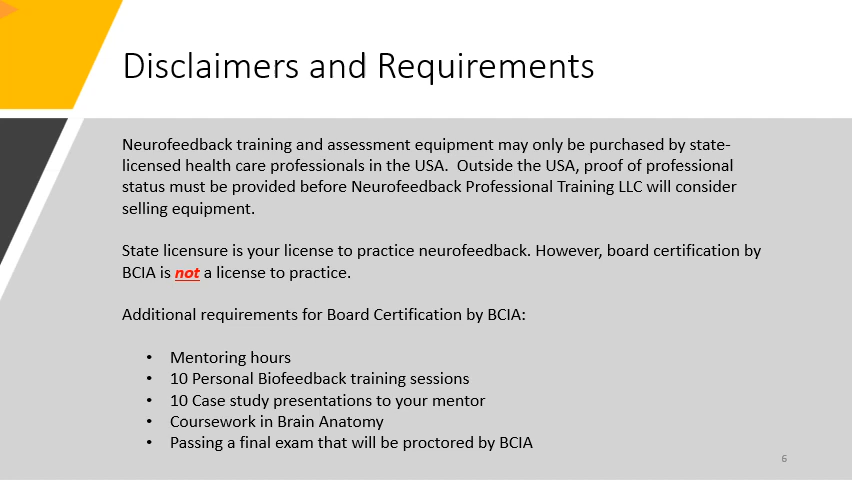 Disclaimers and Requirements
Neurofeedback training and assessment equipment may only be purchased by state-
licensed health care professionals in the USA.  Outside the USA, proof of professional
status must be provided before Neurofeedback Professional Training LLC will consider
selling equipment.
State licensure is your license to practice neurofeedback. However, board certification by
BCIA is not a license to practice.
Additional requirements for Board Certification by BCIA:
• Mentoring hours
• 10 Personal Biofeedback training sessions
• 10 Case study presentations to your mentor
• Coursework in Brain Anatomy
• Passing a final exam that will be proctored by BCIA
6